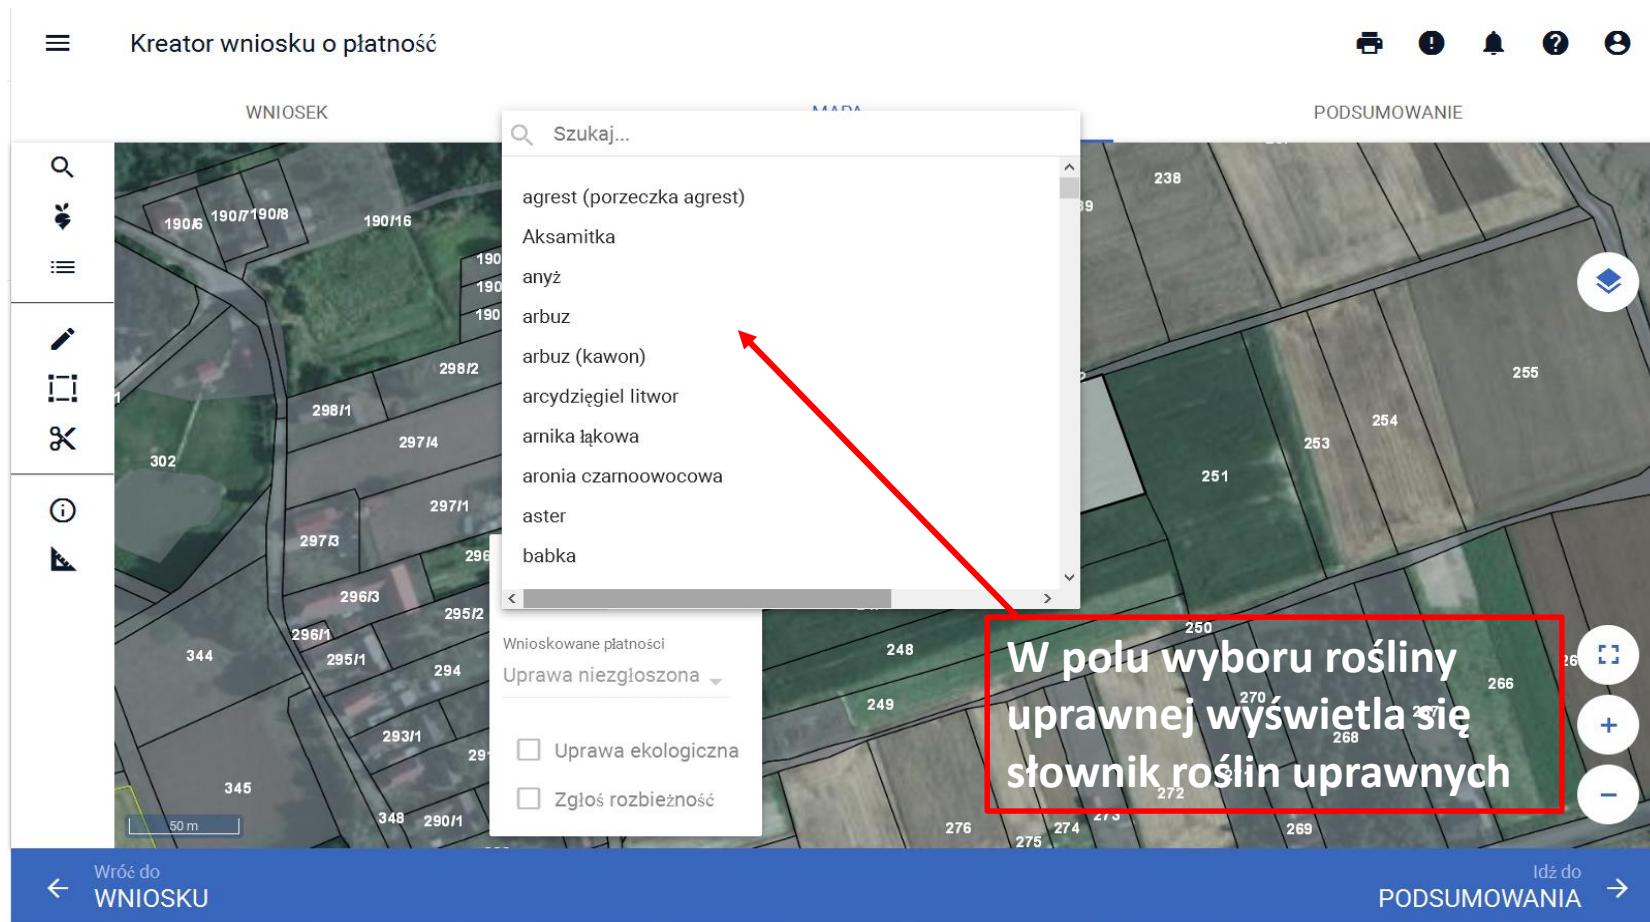 Kreator wniosku o płatność
WNIOSEK
MAPA
PODSUMOWANIE
Szukaj...
agrest (porzeczka agrest)
Aksamitka
anyż
arbuz
arbuz (kawon)
arcydzięgiel litwor
arnika łąkowa
aronia czarnoowocowa
aster
babka
Wnioskowane płatności
Uprawa niezgłoszona
Uprawa ekologiczna
Zgłoś rozbieżność
W polu wyboru rośliny
uprawnej wyświetla się
słownik roślin uprawnych
190/6
190/7
190/8
190/16
190
190
190
298/2
298/1
297/4
302
297/1
297/3
296
296/3
295/2
296/1
295/1
294
344
293/1
345
348
290/1
50 m
238
255
254
253
251
250
248
249
266
270
268
272
276
275
274
273
269
Wróć do
WNIOSKU
Idź do
PODSUMOWANIA